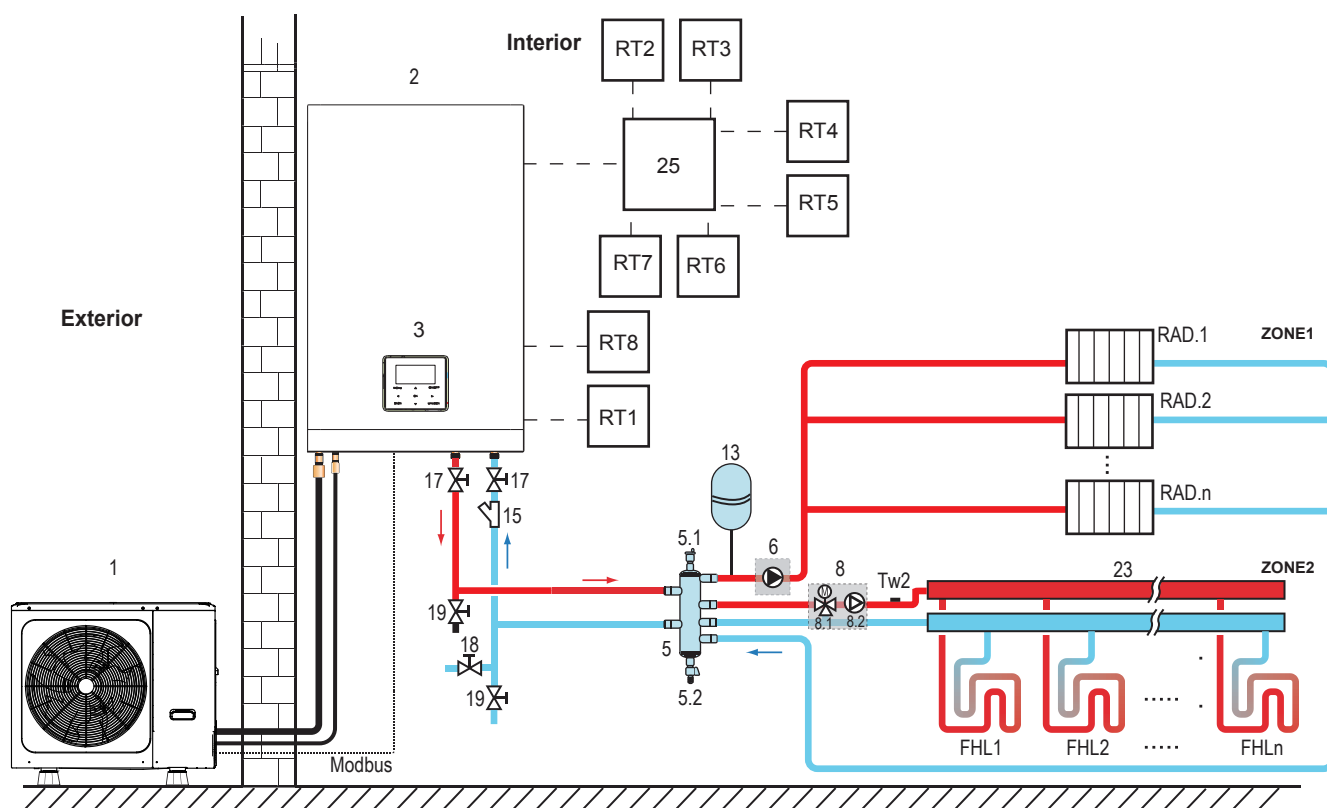 Interior
RT2
RT3
2
RT4
25
RT5
RT7
RT6
Exterior
3
RT8
RT1
RAD.1
ZONE1
RAD.2
RAD.n
13
17
17
15
5.1
6
1
8
Tw2
23
ZONE2
M
8.1
8.2
19
18
5
19
5.2
FHL1
FHL2
FHLn
Modbus